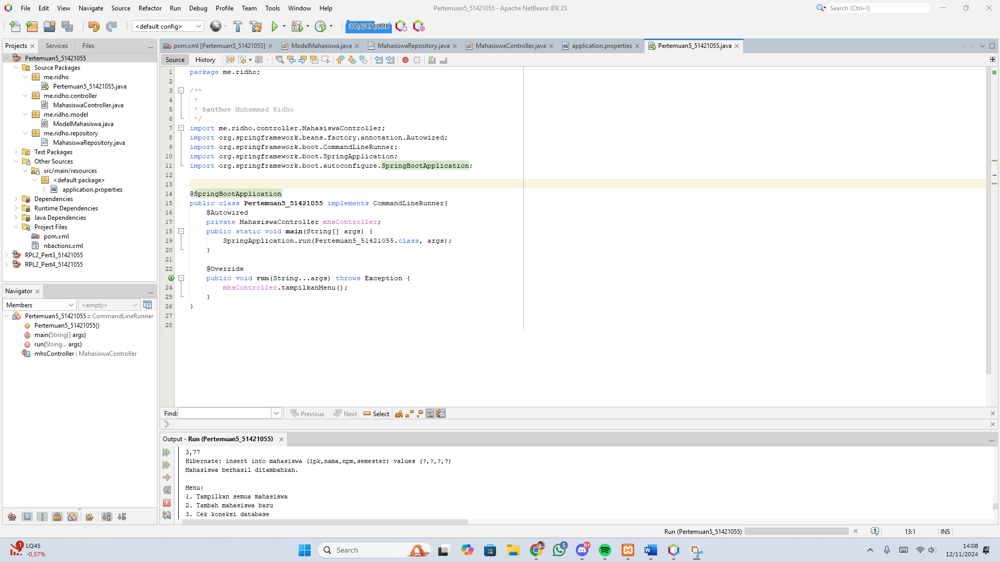 File Edit View Navigate Source Refactor Run Debug Profile Team Tools Window Help
Pertemuan5_51421055 - Apache NetBeans IDE 23
Search (Ctrl+I)
<default config>
300,6/494,0MB
Projects Services Files
pom.xml [Pertemuan5_51421055] ModelMahasiswa.java MahasiswaRepository.java MahasiswaController.java application.properties Pertemuan5_51421055.java
Source History
Pertemuan5_51421055
Source Packages
me.ridho
Pertemuan5_51421055.java
me.ridho.controller
MahasiswaController.java
me.ridho.model
ModelMahasiswa.java
me.ridho.repository
MahasiswaRepository.java
Test Packages
Other Sources
src/main/resources
<default package>
application.properties
Dependencies
Runtime Dependencies
Java Dependencies
Project Files
pom.xml
nbactions.xml
RPL2_Pert3_51421055
RPL2_Pert4_51421055
Navigator
Members <empty>
Pertemuan5_51421055 :: CommandLineRunner
Pertemuan5_51421055()
main(String[] args)
run(String... args)
mhsController : MahasiswaController
1 package me.ridho;
2
3 /**
4 *
5 * @author Muhammad Ridho
6 */
7 import me.ridho.controller.MahasiswaController;
8 import org.springframework.beans.factory.annotation.Autowired;
9 import org.springframework.boot.CommandLineRunner;
10 import org.springframework.boot.SpringApplication;
11 import org.springframework.boot.autoconfigure.SpringBootApplication;
12
13
14 @SpringBootApplication
15 public class Pertemuan5_51421055 implements CommandLineRunner{
16 @Autowired
17 private MahasiswaController mhsController;
18 public static void main(String[] args) {
19 SpringApplication.run(Pertemuan5_51421055.class, args);
20 }
21
22 @Override
public void run(String...args) throws Exception {
24 mhsController.tampilkanMenu();
25 }
26 }
27
28
Find: Previous Next Select
Output - Run (Pertemuan5_51421055)
3,77
Hibernate: insert into mahasiswa (ipk,nama,npm,semester) values (?,?,?,?)
Mahasiswa berhasil ditambahkan.
Menu:
1. Tampilkan semua mahasiswa
2. Tambah mahasiswa baru
3. Cek koneksi database
Run (Pertemuan5_51421055) 1 13:1 INS
1 LQ45
-0,57%
Search
5 9+
14:08
12/11/2024